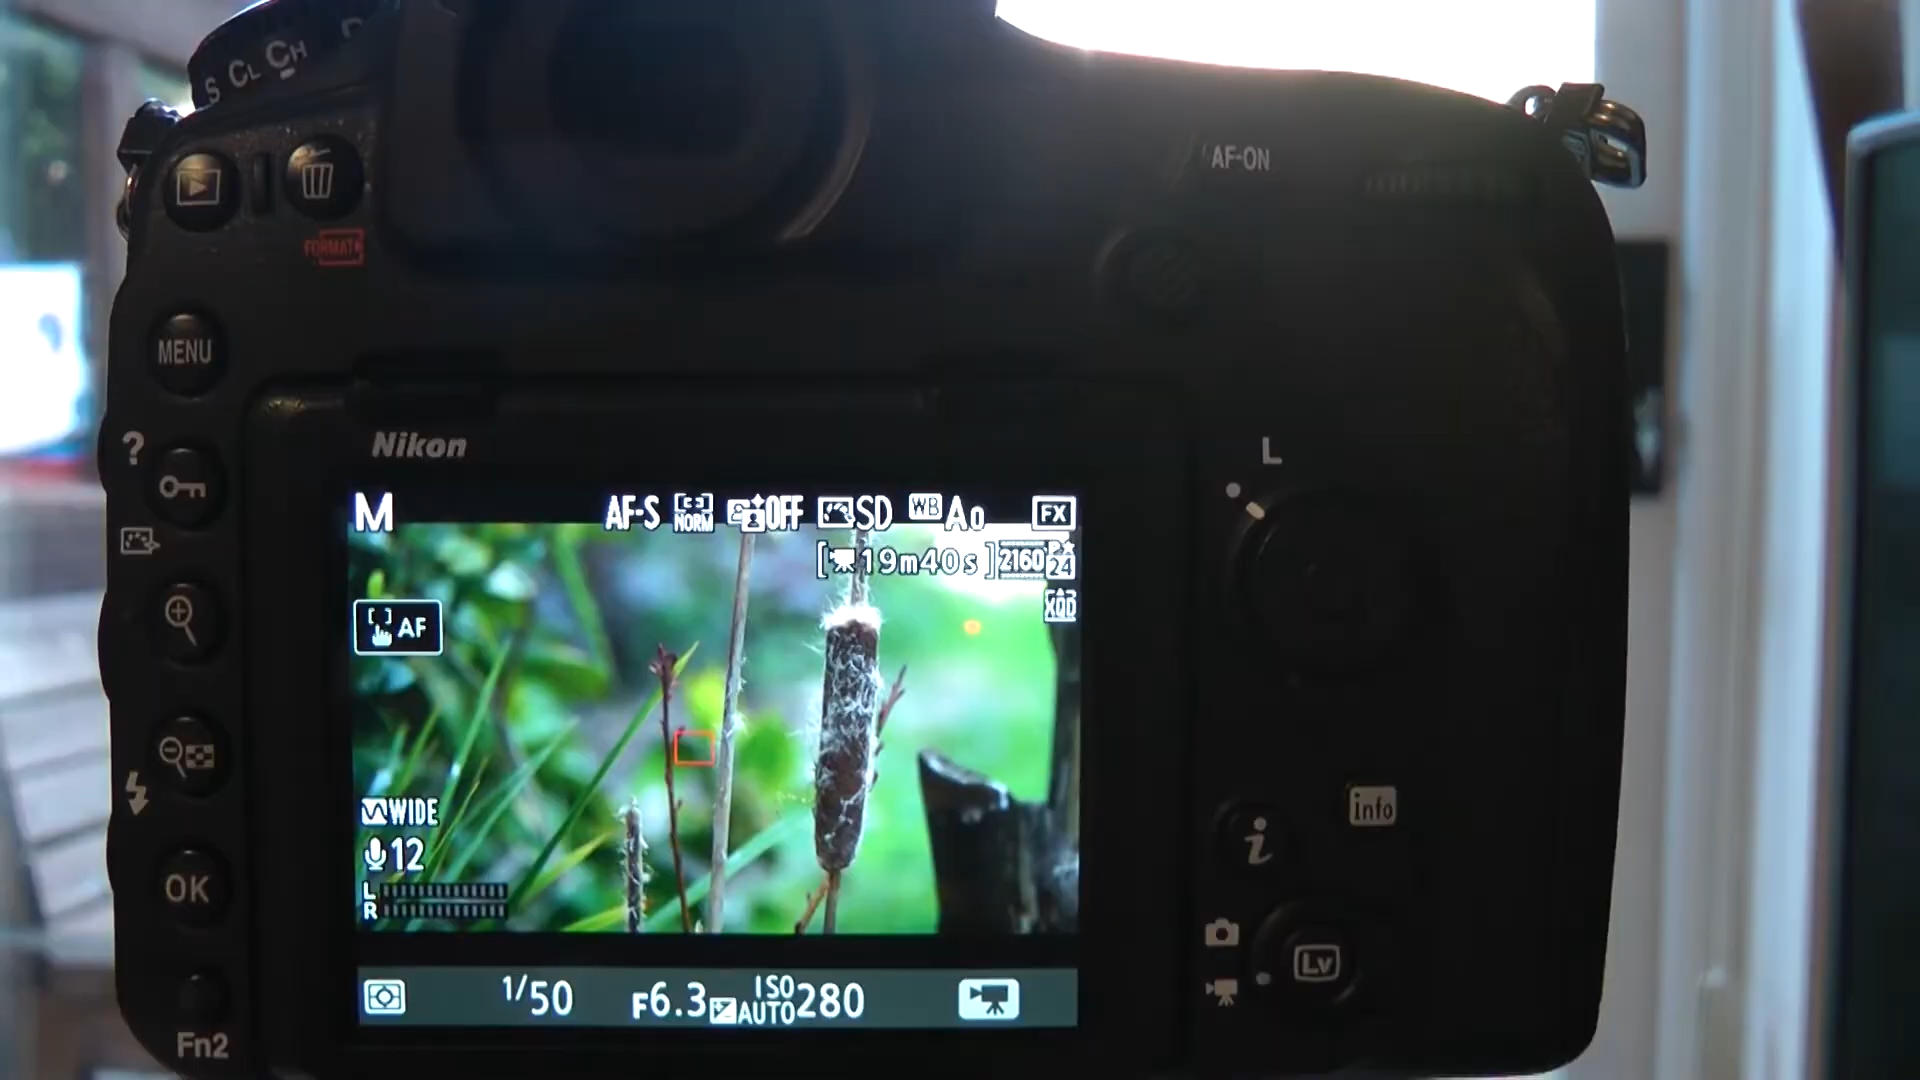 S CL CH
AF-ON
FORMAT
MENU
Nikon
?
L
M AF-S NORM OFF SD WB A0 FX
[19m40s] 2160 24
XQD
AF
WIDE
12
L
R
info
i
OK
Lv
1/50 F6.3 ISO AUTO 280
Fn2